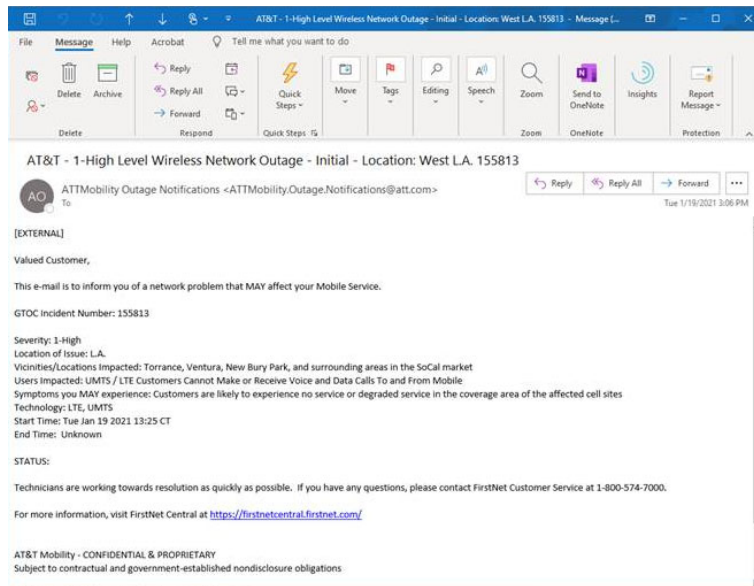 AT&T - 1-High Level Wireless Network Outage - Initial - Location: West L.A. 155813 - Message (...
File Message Help Acrobat Tell me what you want to do
Delete Archive
Reply
Reply All
Forward
Quick Steps
Move
Tags
Editing
Speech
Zoom
Send to OneNote
Insights
Report Message
Delete Respond Quick Steps Zoom OneNote Protection
AT&T - 1-High Level Wireless Network Outage - Initial - Location: West L.A. 155813
AO
ATTMobility Outage Notifications <ATTMobility.Outage.Notifications@att.com>
To
Reply Reply All Forward ...
Tue 1/19/2021 3:06 PM
[EXTERNAL]
Valued Customer,
This e-mail is to inform you of a network problem that MAY affect your Mobile Service.
GTOC Incident Number: 155813
Severity: 1-High
Location of Issue: L.A.
Vicinities/Locations Impacted: Torrance, Ventura, New Bury Park, and surrounding areas in the SoCal market
Users Impacted: UMTS / LTE Customers Cannot Make or Receive Voice and Data Calls To and From Mobile
Symptoms you MAY experience: Customers are likely to experience no service or degraded service in the coverage area of the affected cell sites
Technology: LTE, UMTS
Start Time: Tue Jan 19 2021 13:25 CT
End Time: Unknown
STATUS:
Technicians are working towards resolution as quickly as possible. If you have any questions, please contact FirstNet Customer Service at 1-800-574-7000.
For more information, visit FirstNet Central at https://firstnetcentral.firstnet.com/
AT&T Mobility - CONFIDENTIAL & PROPRIETARY
Subject to contractual and government-established nondisclosure obligations